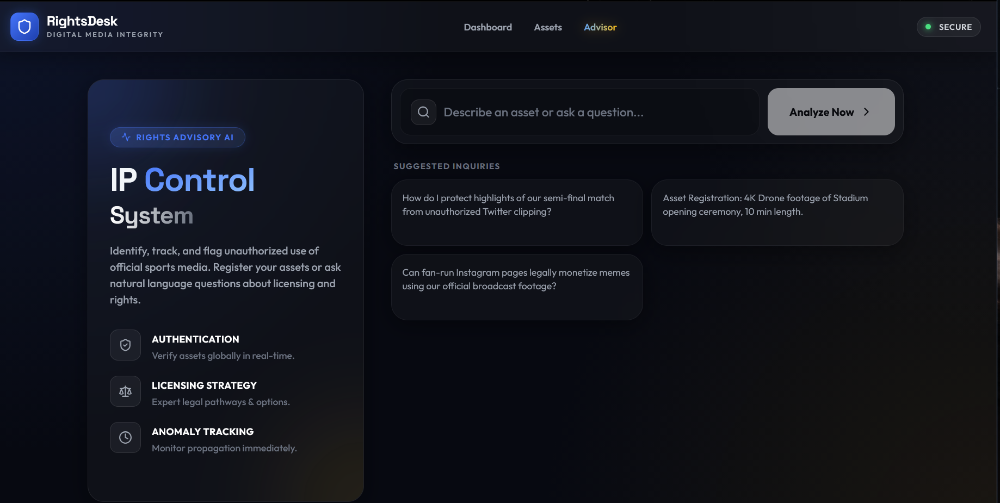 RightsDesk
DIGITAL MEDIA INTEGRITY
Dashboard
Assets
Advisor
SECURE
RIGHTS ADVISORY AI
IP Control
System
Identify, track, and flag unauthorized use of
official sports media. Register your assets or ask
natural language questions about licensing and
rights.
AUTHENTICATION
Verify assets globally in real-time.
LICENSING STRATEGY
Expert legal pathways & options.
ANOMALY TRACKING
Monitor propagation immediately.
Describe an asset or ask a question...
Analyze Now
SUGGESTED INQUIRIES
How do I protect highlights of our semi-final match
from unauthorized Twitter clipping?
Asset Registration: 4K Drone footage of Stadium
opening ceremony, 10 min length.
Can fan-run Instagram pages legally monetize memes
using our official broadcast footage?